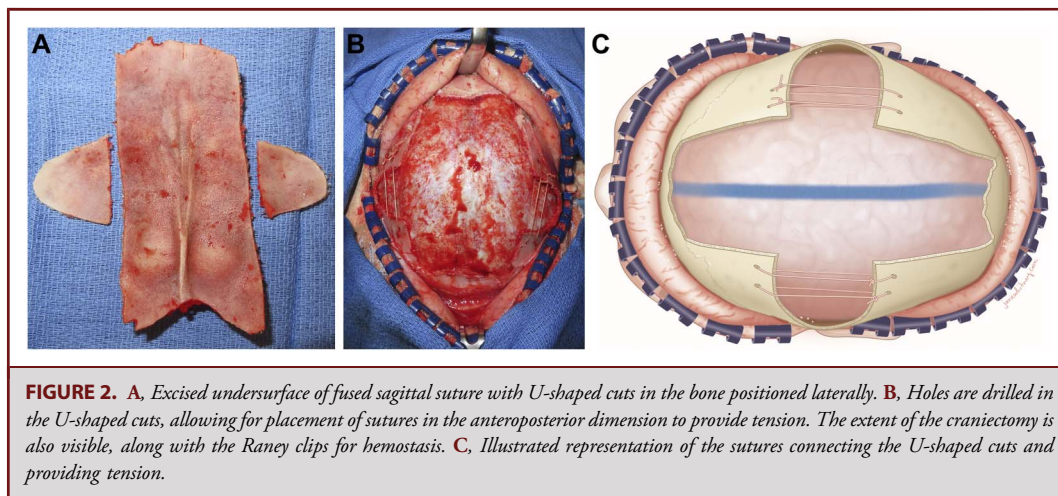 A
B
C
FIGURE 2. A, Excised undersurface of fused sagittal suture with U-shaped cuts in the bone positioned laterally. B, Holes are drilled in
the U-shaped cuts, allowing for placement of sutures in the anteroposterior dimension to provide tension. The extent of the craniectomy is
also visible, along with the Raney clips for hemostasis. C, Illustrated representation of the sutures connecting the U-shaped cuts and
providing tension.